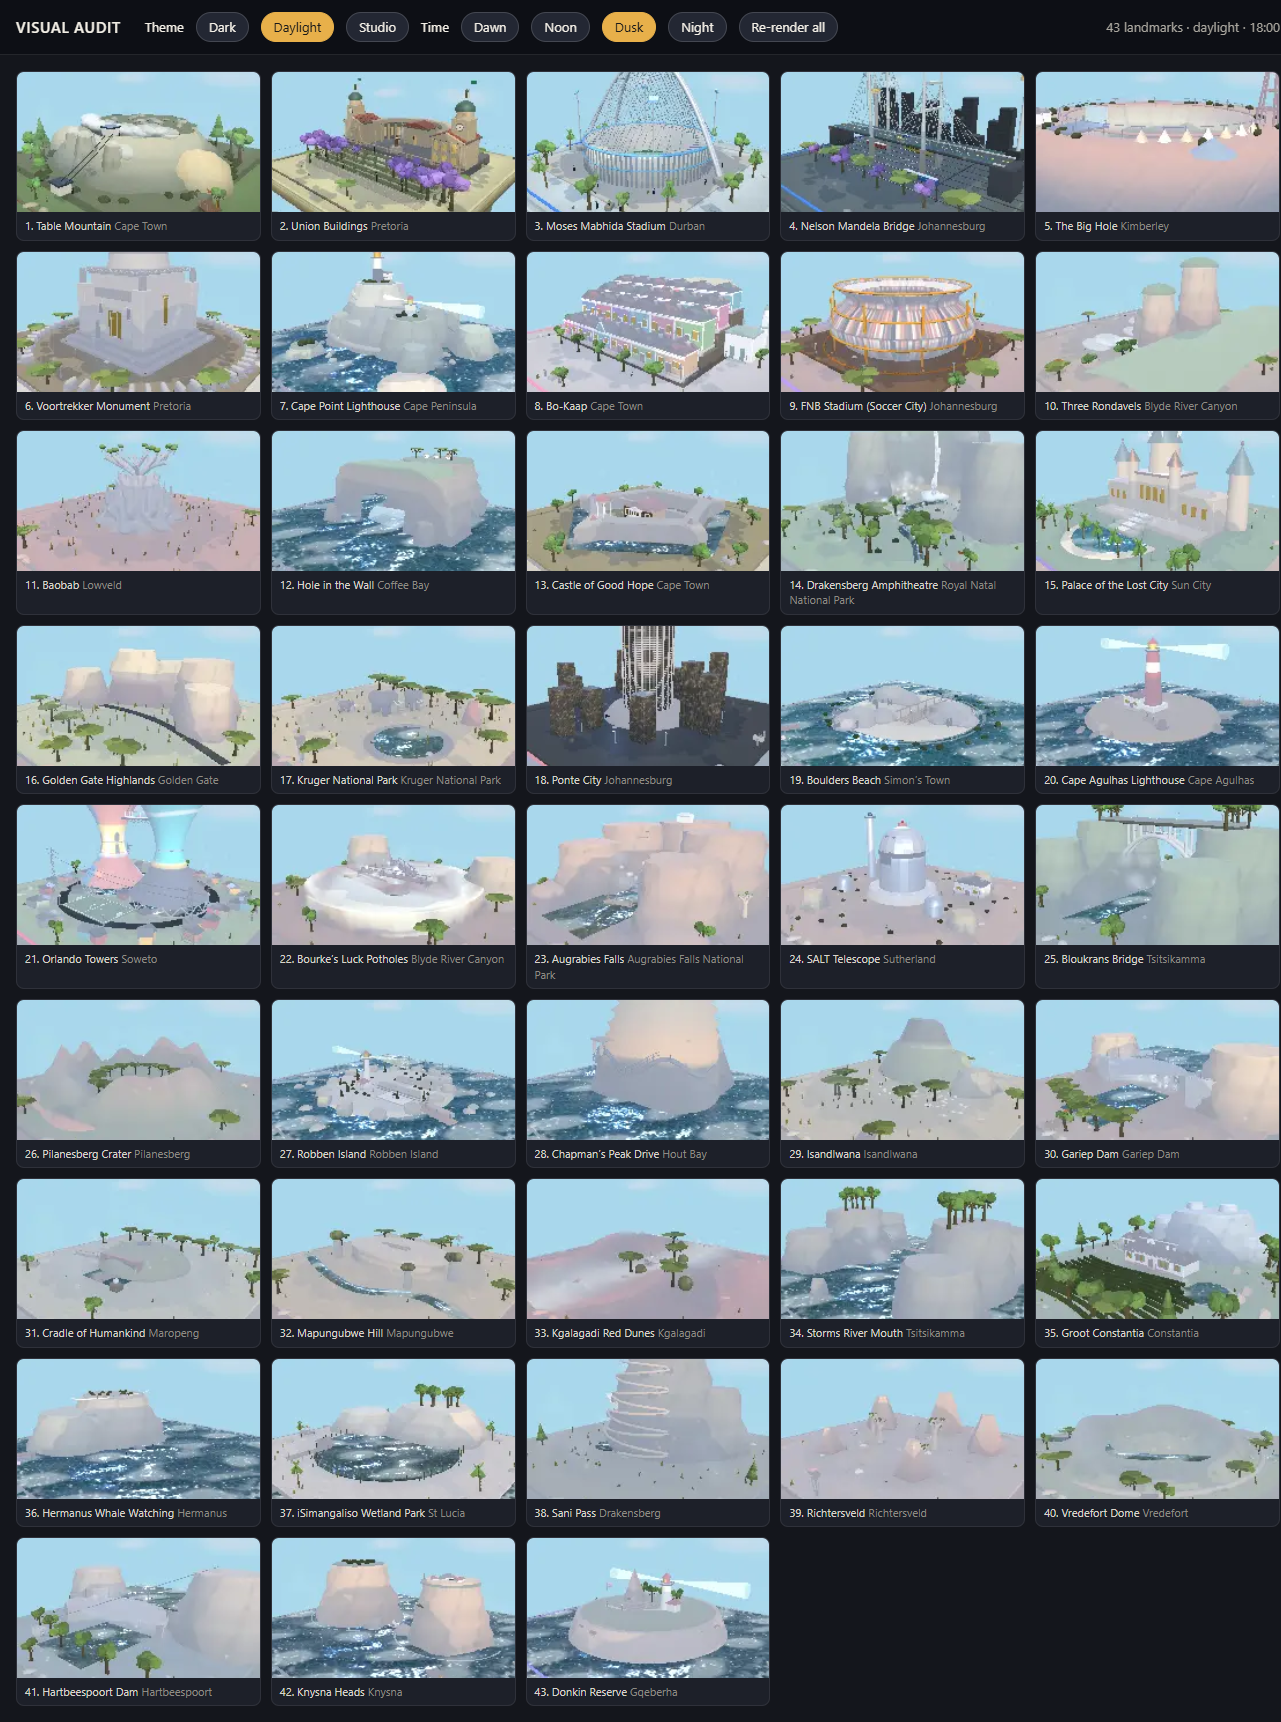 VISUAL AUDIT Theme Dark Daylight Studio Time Dawn Noon Dusk Night Re-render all 43 landmarks · daylight · 18:00
1. Table Mountain Cape Town
2. Union Buildings Pretoria
3. Moses Mabhida Stadium Durban
4. Nelson Mandela Bridge Johannesburg
5. The Big Hole Kimberley
6. Voortrekker Monument Pretoria
7. Cape Point Lighthouse Cape Peninsula
8. Bo-Kaap Cape Town
9. FNB Stadium (Soccer City) Johannesburg
10. Three Rondavels Blyde River Canyon
11. Baobab Lowveld
12. Hole in the Wall Coffee Bay
13. Castle of Good Hope Cape Town
14. Drakensberg Amphitheatre Royal Natal
National Park
15. Palace of the Lost City Sun City
16. Golden Gate Highlands Golden Gate
17. Kruger National Park Kruger National Park
18. Ponte City Johannesburg
19. Boulders Beach Simon's Town
20. Cape Agulhas Lighthouse Cape Agulhas
21. Orlando Towers Soweto
22. Bourke's Luck Potholes Blyde River Canyon
23. Augrabies Falls Augrabies Falls National
Park
24. SALT Telescope Sutherland
25. Bloukrans Bridge Tsitsikamma
26. Pilanesberg Crater Pilanesberg
27. Robben Island Robben Island
28. Chapman's Peak Drive Hout Bay
29. Isandlwana Isandlwana
30. Gariep Dam Gariep Dam
31. Cradle of Humankind Maropeng
32. Mapungubwe Hill Mapungubwe
33. Kgalagadi Red Dunes Kgalagadi
34. Storms River Mouth Tsitsikamma
35. Groot Constantia Constantia
36. Hermanus Whale Watching Hermanus
37. iSimangaliso Wetland Park St Lucia
38. Sani Pass Drakensberg
39. Richtersveld Richtersveld
40. Vredefort Dome Vredefort
41. Hartbeespoort Dam Hartbeespoort
42. Knysna Heads Knysna
43. Donkin Reserve Gqeberha